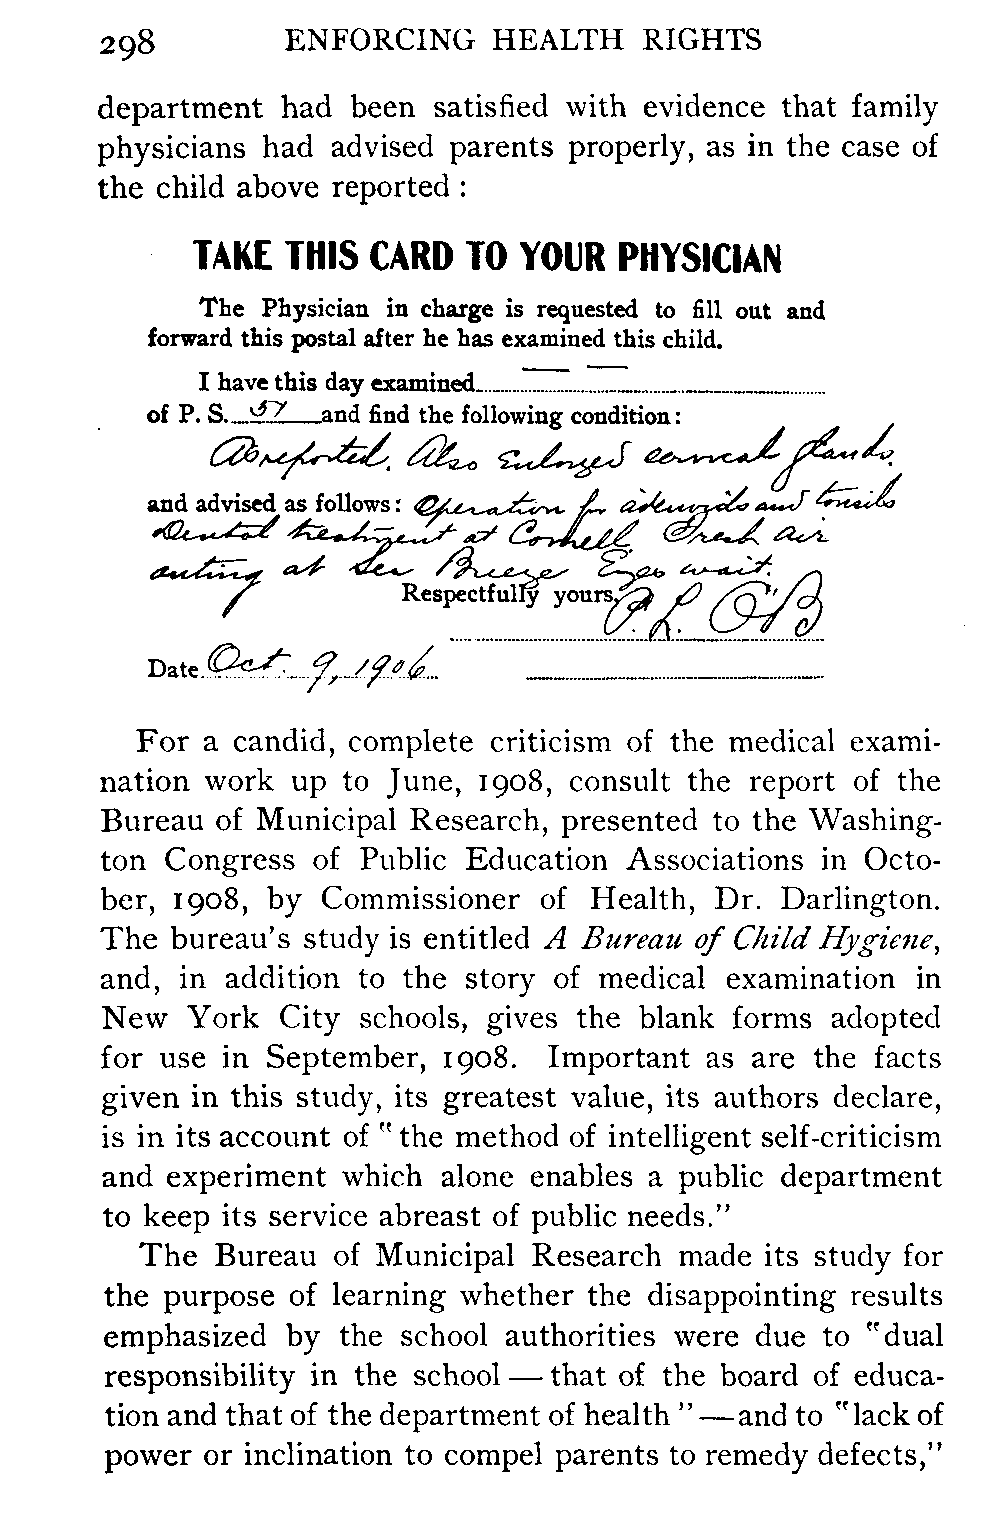 298 ENFORCING HEALTH RIGHTS
department had been satisfied with evidence that family
physicians had advised parents properly, as in the case of
the child above reported :
TAKE THIS CARD TO YOUR PHYSICIAN
The Physician in charge is requested to fill out and
forward this postal after he has examined this child.
I have this day examined
of P. S. 57 and find the following condition:
As reported. Also Enlarged cervical glands.
and advised as follows: Operation for adenoids and tonsils
Dental treatment at Cornell. Fresh air
outing at Sea Breeze Eyes wait.
Respectfully yours,
P. L. O'B
Date Oct. 9, 1906
For a candid, complete criticism of the medical exami-
nation work up to June, 1908, consult the report of the
Bureau of Municipal Research, presented to the Washing-
ton Congress of Public Education Associations in Octo-
ber, 1908, by Commissioner of Health, Dr. Darlington.
The bureau's study is entitled A Bureau of Child Hygiene,
and, in addition to the story of medical examination in
New York City schools, gives the blank forms adopted
for use in September, 1908. Important as are the facts
given in this study, its greatest value, its authors declare,
is in its account of "the method of intelligent self-criticism
and experiment which alone enables a public department
to keep its service abreast of public needs."
The Bureau of Municipal Research made its study for
the purpose of learning whether the disappointing results
emphasized by the school authorities were due to "dual
responsibility in the school — that of the board of educa-
tion and that of the department of health" — and to "lack of
power or inclination to compel parents to remedy defects,"